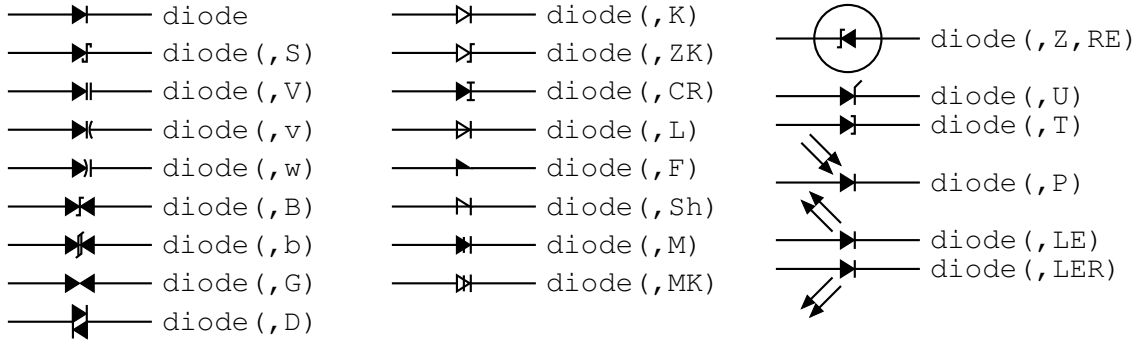 diode
diode(,S)
diode(,V)
diode(,v)
diode(,w)
diode(,B)
diode(,b)
diode(,G)
diode(,D)
diode(,K)
diode(,ZK)
diode(,CR)
diode(,L)
diode(,F)
diode(,Sh)
diode(,M)
diode(,MK)
diode(,Z,RE)
diode(,U)
diode(,T)
diode(,P)
diode(,LE)
diode(,LER)